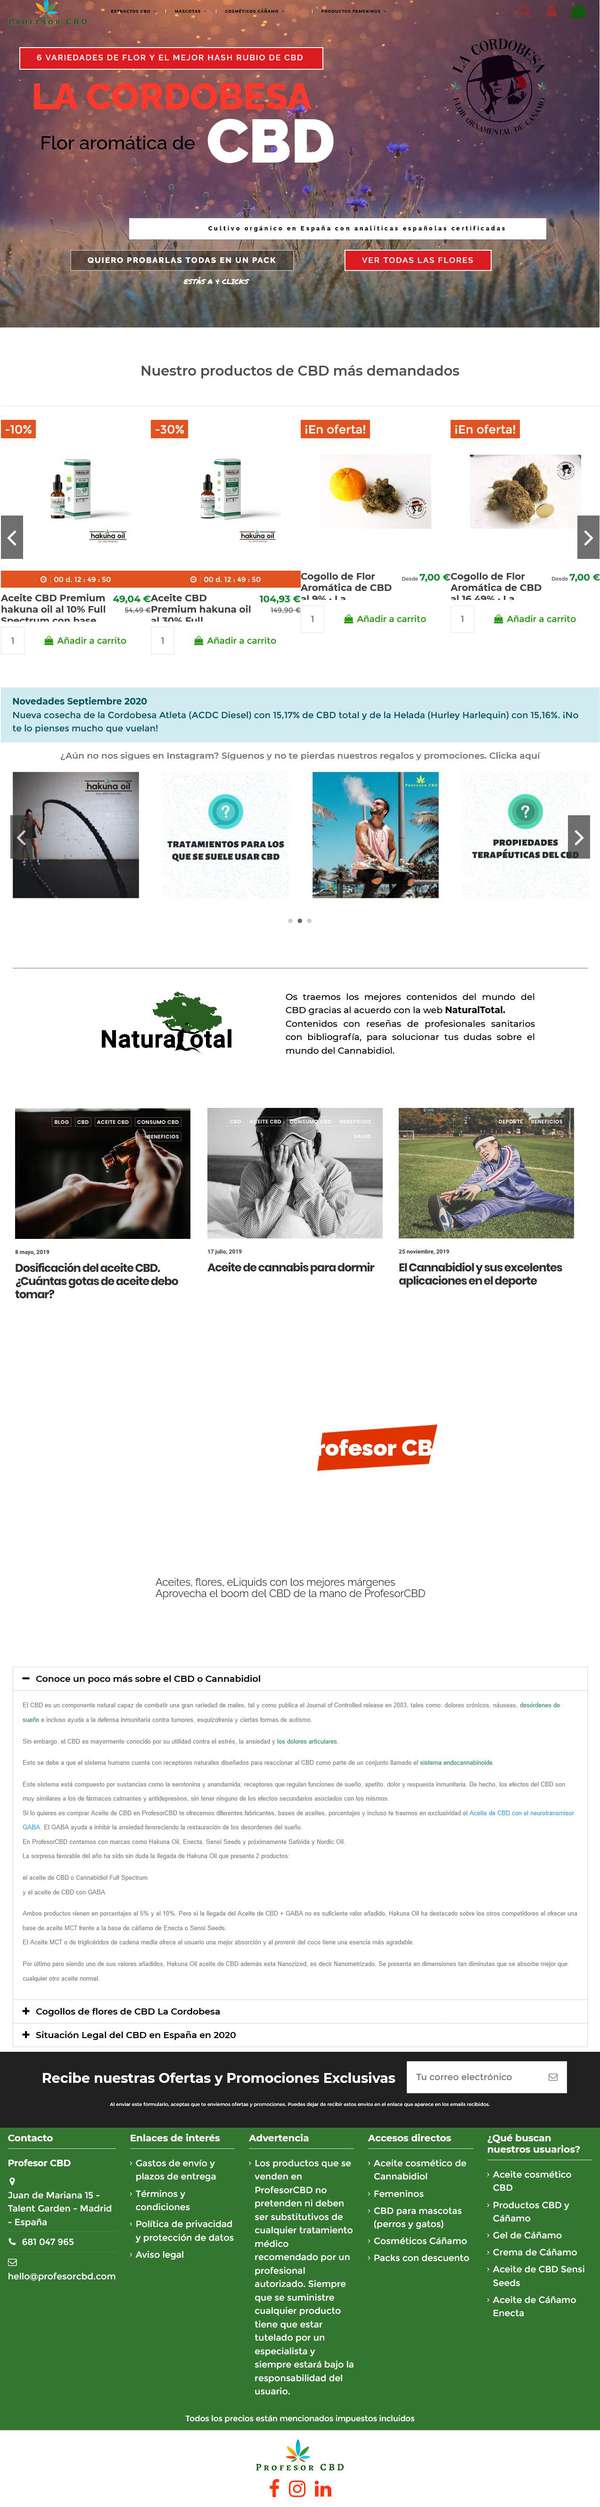 PROFESOR CBD
EXTRACTOS CBD
MASCOTAS
COSMÉTICOS CÁÑAMO
PRODUCTOS FEMENINOS
6 VARIEDADES DE FLOR Y EL MEJOR HASH RUBIO DE CBD
LA CORDOBESA
Flor aromática de CBD
LA CORDOBESA
FLOR ORNAMENTAL DE CÁÑAMO
Cultivo orgánico en España con analíticas españolas certificadas
QUIERO PROBARLAS TODAS EN UN PACK
VER TODAS LAS FLORES
ESTÁS A 4 CLICKS
Nuestro productos de CBD más demandados
-10%
-30%
¡En oferta!
¡En oferta!
hakuna oil
hakuna oil
00 d. 12 : 49 : 50
00 d. 12 : 49 : 50
Aceite CBD Premium
hakuna oil al 10% Full
Spectrum con base
49,04 €
54,49 €
Aceite CBD
Premium hakuna oil
al 30% Full
104,93 €
149,90 €
Cogollo de Flor
Aromática de CBD
al 9% · La
Desde 7,00 €
Cogollo de Flor
Aromática de CBD
al 16,49% · La
Desde 7,00 €
1
Añadir a carrito
1
Añadir a carrito
1
Añadir a carrito
1
Añadir a carrito
Novedades Septiembre 2020
Nueva cosecha de la Cordobesa Atleta (ACDC Diesel) con 15,17% de CBD total y de la Helada (Hurley Harlequin) con 15,16%. ¡No
te lo pienses mucho que vuelan!
¿Aún no nos sigues en Instagram? Síguenos y no te pierdas nuestros regalos y promociones. Clicka aquí
hakuna oil
?
TRATAMIENTOS PARA LOS
QUE SE SUELE USAR CBD
PROFESOR CBD
?
PROPIEDADES
TERAPÉUTICAS DEL CBD
NaturalTotal
Os traemos los mejores contenidos del mundo del
CBD gracias al acuerdo con la web NaturalTotal.
Contenidos con reseñas de profesionales sanitarios
con bibliografía, para solucionar tus dudas sobre el
mundo del Cannabidiol.
BLOG CBD ACEITE CBD CONSUMO CBD
BENEFICIOS
CBD ACEITE CBD CONSUMO CBD BENEFICIOS
SALUD
DEPORTE BENEFICIOS
8 mayo, 2019
Dosificación del aceite CBD.
¿Cuántas gotas de aceite debo
tomar?
17 julio, 2019
Aceite de cannabis para dormir
25 noviembre, 2019
El Cannabidiol y sus excelentes
aplicaciones en el deporte
rofesor CB
Aceites, flores, eLiquids con los mejores márgenes
Aprovecha el boom del CBD de la mano de ProfesorCBD
Conoce un poco más sobre el CBD o Cannabidiol
El CBD es un componente natural capaz de combatir una gran variedad de males, tal y como publica el Journal of Controlled release en 2003, tales como: dolores crónicos, náuseas, desórdenes de
sueño e incluso ayuda a la defensa inmunitaria contra tumores, esquizofrenia y ciertas formas de autismo.
Sin embargo, el CBD es mayormente conocido por su utilidad contra el estrés, la ansiedad y los dolores articulares.
Esto se debe a que el sistema humano cuenta con receptores naturales diseñados para reaccionar al CBD como parte de un conjunto llamado el sistema endocannabinoide.
Este sistema está compuesto por sustancias como la serotonina y anandamida, receptores que regulan funciones de sueño, apetito, dolor y respuesta inmunitaria. De hecho, los efectos del CBD son
muy similares a los de fármacos calmantes y antidepresivos, sin tener ninguno de los efectos secundarios asociados con los mismos.
Si lo quieres es comprar Aceite de CBD en ProfesorCBD te ofrecemos diferentes fabricantes, bases de aceites, porcentajes y incluso te traemos en exclusividad el Aceite de CBD con el neurotransmisor
GABA. El GABA ayuda a inhibir la ansiedad favoreciendo la restauración de los desordenes del sueño.
En ProfesorCBD contamos con marcas como Hakuna Oil, Enecta, Sensi Seeds y próximamente Sativida y Nordic Oil.
La sorpresa favorable del año ha sido sin duda la llegada de Hakuna Oil que presenta 2 productos:
el aceite de CBD o Cannabidiol Full Spectrum
y el aceite de CBD con GABA
Ambos productos vienen en porcentajes al 5% y al 10%. Pero si la llegada del Aceite de CBD + GABA no es suficiente valor añadido, Hakuna Oil ha destacado sobre los otros competidores al ofrecer una
base de aceite MCT frente a la base de cáñamo de Enecta o Sensi Seeds.
El Aceite MCT o de triglicéridos de cadena media ofrece al usuario una mejor absorción y al provenir del coco tiene una esencia más agradable.
Por último pero siendo uno de sus valores añadidos, Hakuna Oil aceite de CBD además esta Nanozized, es decir Nanometrizado. Se presenta en dimensiones tan diminutas que se absorbe mejor que
cualquier otro aceite normal.
Cogollos de flores de CBD La Cordobesa
Situación Legal del CBD en España en 2020
Recibe nuestras Ofertas y Promociones Exclusivas
Tu correo electrónico
Al enviar este formulario, aceptas que te enviemos ofertas y promociones. Puedes dejar de recibir estos envíos en el enlace que aparece en los emails recibidos.
Contacto
Profesor CBD
Juan de Mariana 15 -
Talent Garden - Madrid
- España
681 047 965
hello@profesorcbd.com
Enlaces de interés
Gastos de envío y
plazos de entrega
Términos y
condiciones
Política de privacidad
y protección de datos
Aviso legal
Advertencia
Los productos que se
venden en
ProfesorCBD no
pretenden ni deben
ser substitutivos de
cualquier tratamiento
médico
recomendado por un
profesional
autorizado. Siempre
que se suministre
cualquier producto
tiene que estar
tutelado por un
especialista y
siempre estará bajo la
responsabilidad del
usuario.
Accesos directos
Aceite cosmético de
Cannabidiol
Femeninos
CBD para mascotas
(perros y gatos)
Cosméticos Cáñamo
Packs con descuento
¿Qué buscan
nuestros usuarios?
Aceite cosmético
CBD
Productos CBD y
Cáñamo
Gel de Cáñamo
Crema de Cáñamo
Aceite de CBD Sensi
Seeds
Aceite de Cáñamo
Enecta
Todos los precios están mencionados impuestos incluidos
PROFESOR CBD